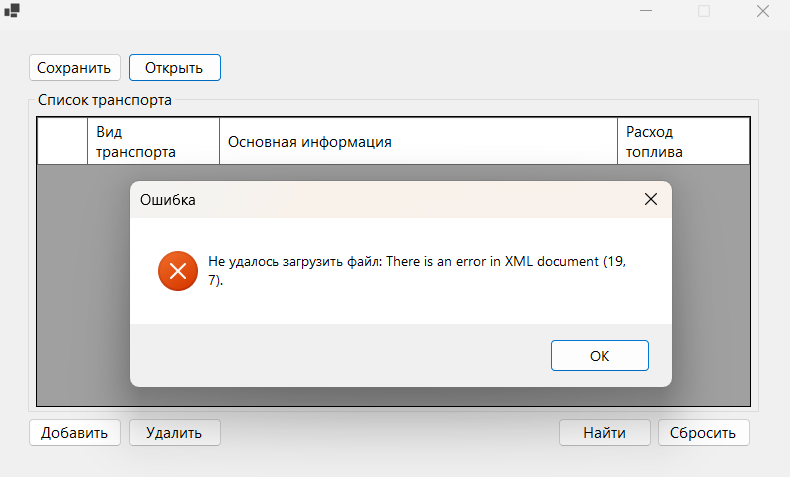 Сохранить
Открыть
Список транспорта
Вид
транспорта
Основная информация
Расход
топлива
Ошибка
Не удалось загрузить файл: There is an error in XML document (19,
7).
OK
Добавить
Удалить
Найти
Сбросить